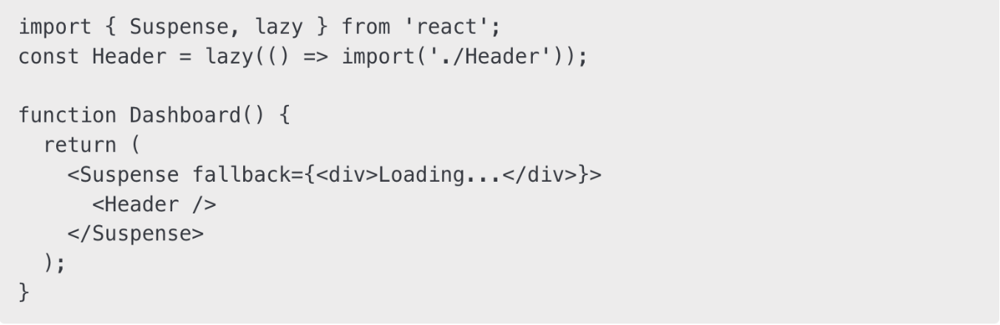 import { Suspense, lazy } from 'react';
const Header = lazy(() => import('./Header'));

function Dashboard() {
  return (
    <Suspense fallback={<div>Loading...</div>}>
      <Header />
    </Suspense>
  );
}